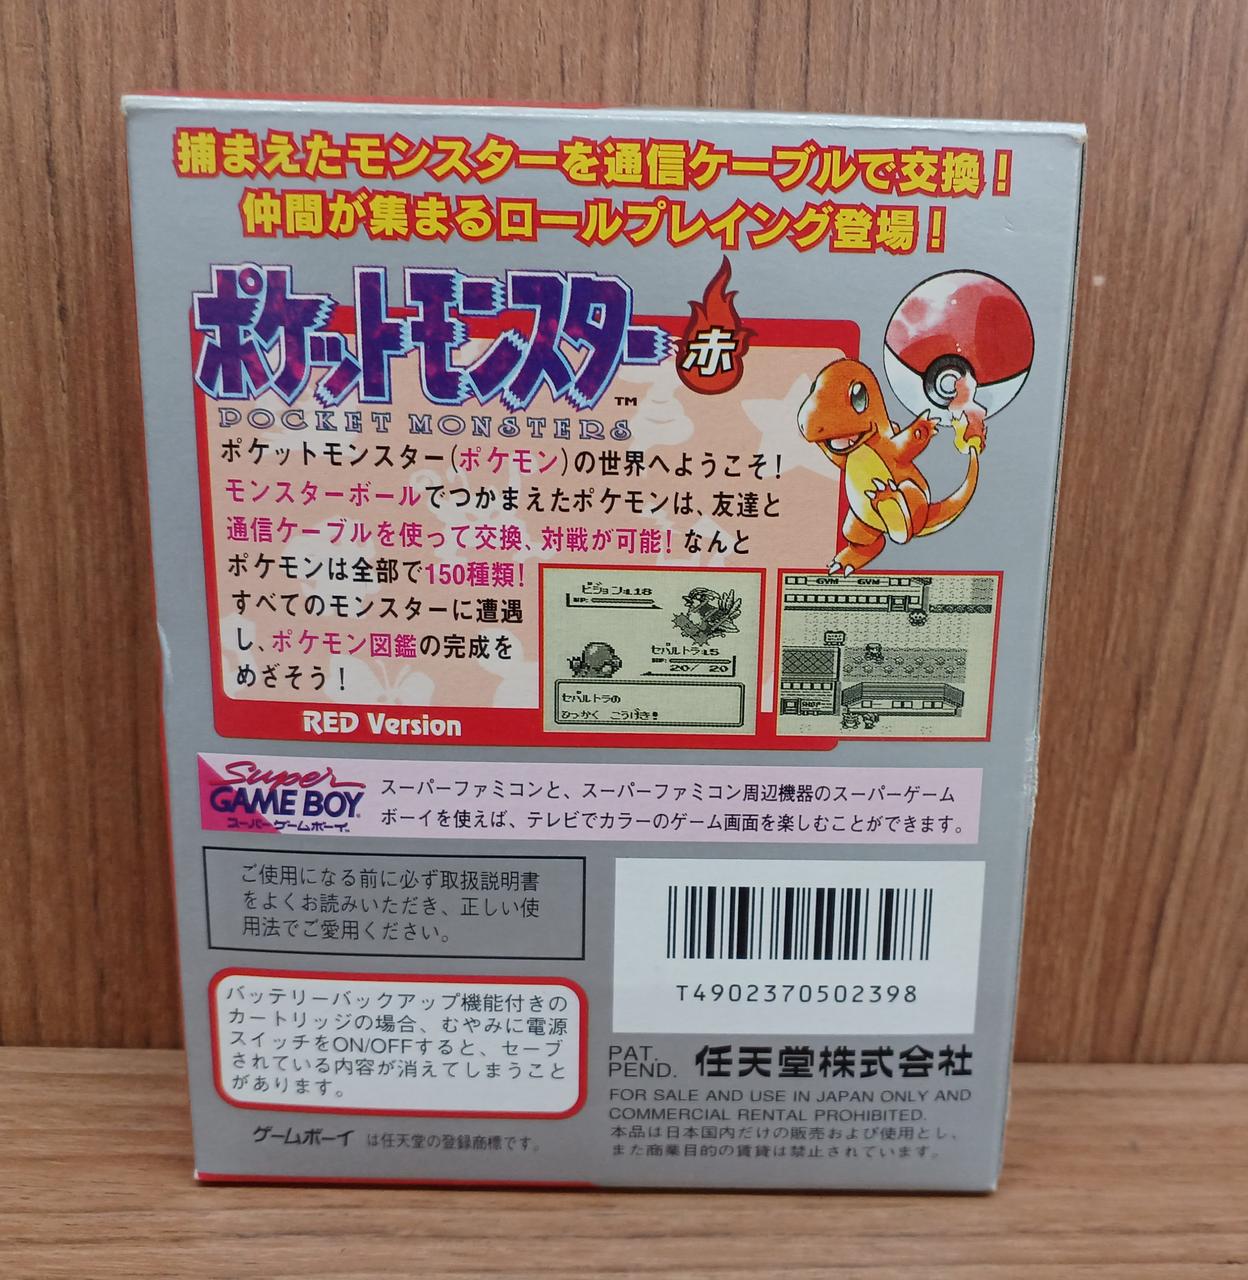 捕まえたモンスターを通信ケーブルで交換！
仲間が集まるロールプレイング登場！
ポケットモンスター 赤
TM
POCKET MONSTERS
ポケットモンスター(ポケモン)の世界へようこそ！
モンスターボールでつかまえたポケモンは、友達と
通信ケーブルを使って交換、対戦が可能！なんと
ポケモンは全部で150種類！
すべてのモンスターに遭遇
し、ポケモン図鑑の完成を
めざそう！
RED Version
ピジョン :L18
HP:
ゼパルトラ :L5
HP:
20/ 20
ゼパルトラの
ひっかく こうげき！
GYM GYM
SHOP
Super
GAME BOY
スーパーゲームボーイ
スーパーファミコンと、スーパーファミコン周辺機器のスーパーゲーム
ボーイを使えば、テレビでカラーのゲーム画面を楽しむことができます。
ご使用になる前に必ず取扱説明書
をよくお読みいただき、正しい使
用法でご愛用ください。
バッテリーバックアップ機能付きの
カートリッジの場合、むやみに電源
スイッチをON/OFFすると、セーブ
されている内容が消えてしまうこと
があります。
ゲームボーイ は任天堂の登録商標です。
T4902370502398
PAT.
PEND. 任天堂株式会社
FOR SALE AND USE IN JAPAN ONLY AND
COMMERCIAL RENTAL PROHIBITED.
本品は日本国内だけの販売および使用とし、
また商業目的の賃貸は禁止されています。